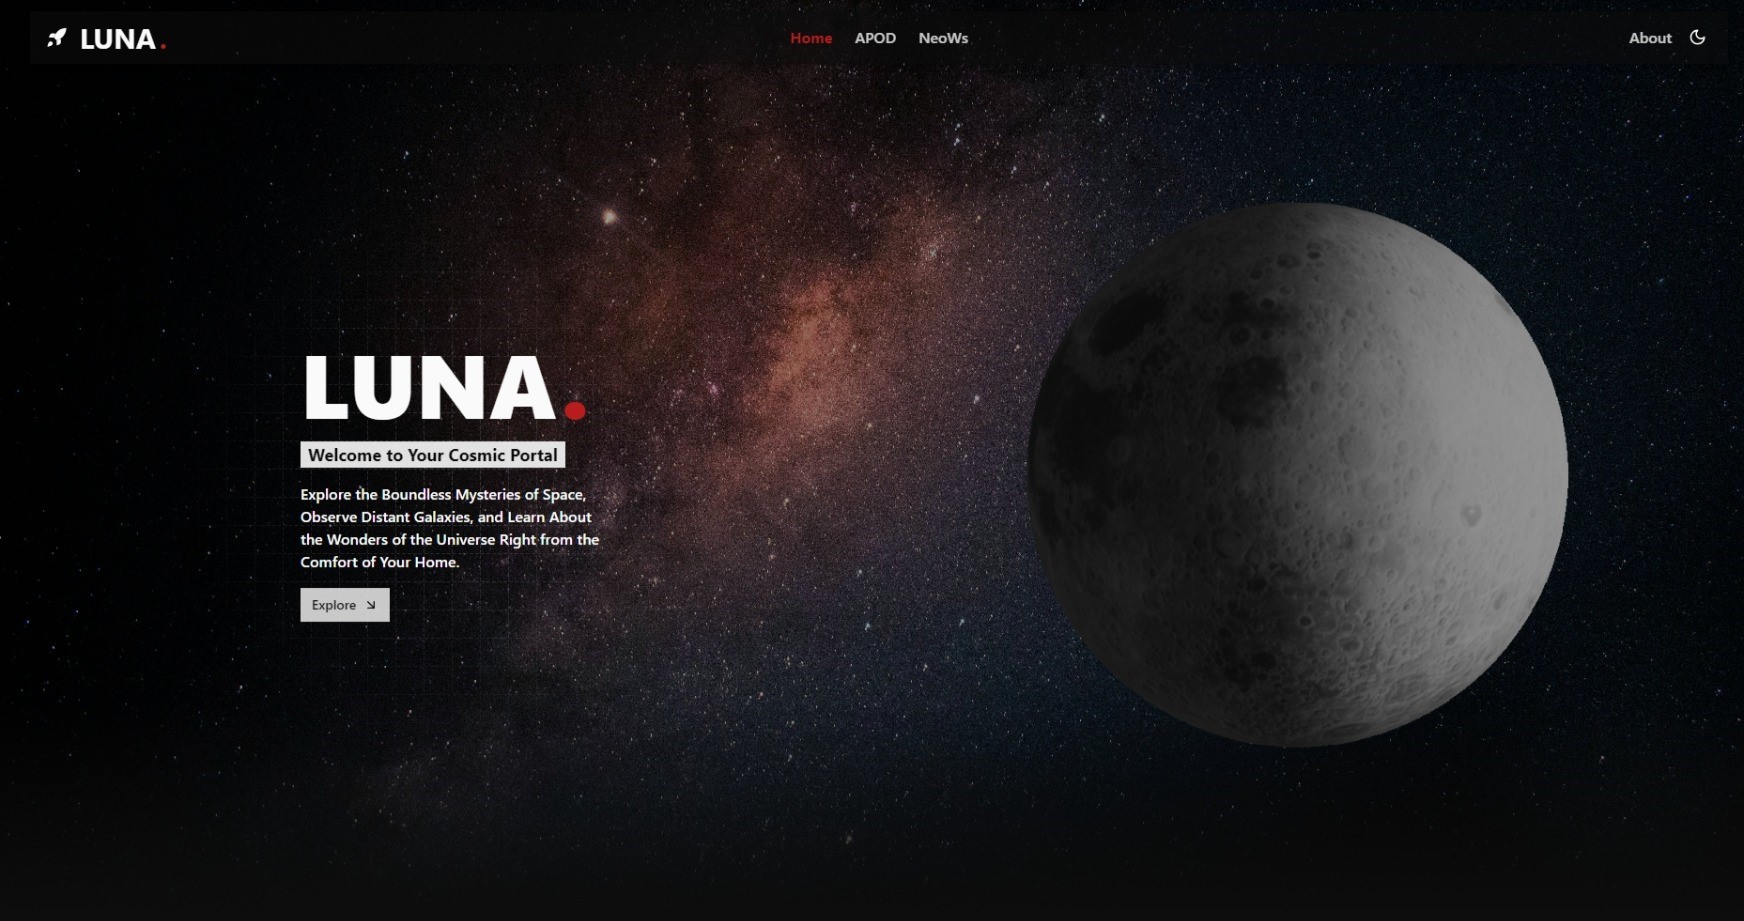 LUNA.
Home APOD NeoWs
About
LUNA.
Welcome to Your Cosmic Portal
Explore the Boundless Mysteries of Space,
Observe Distant Galaxies, and Learn About
the Wonders of the Universe Right from the
Comfort of Your Home.
Explore